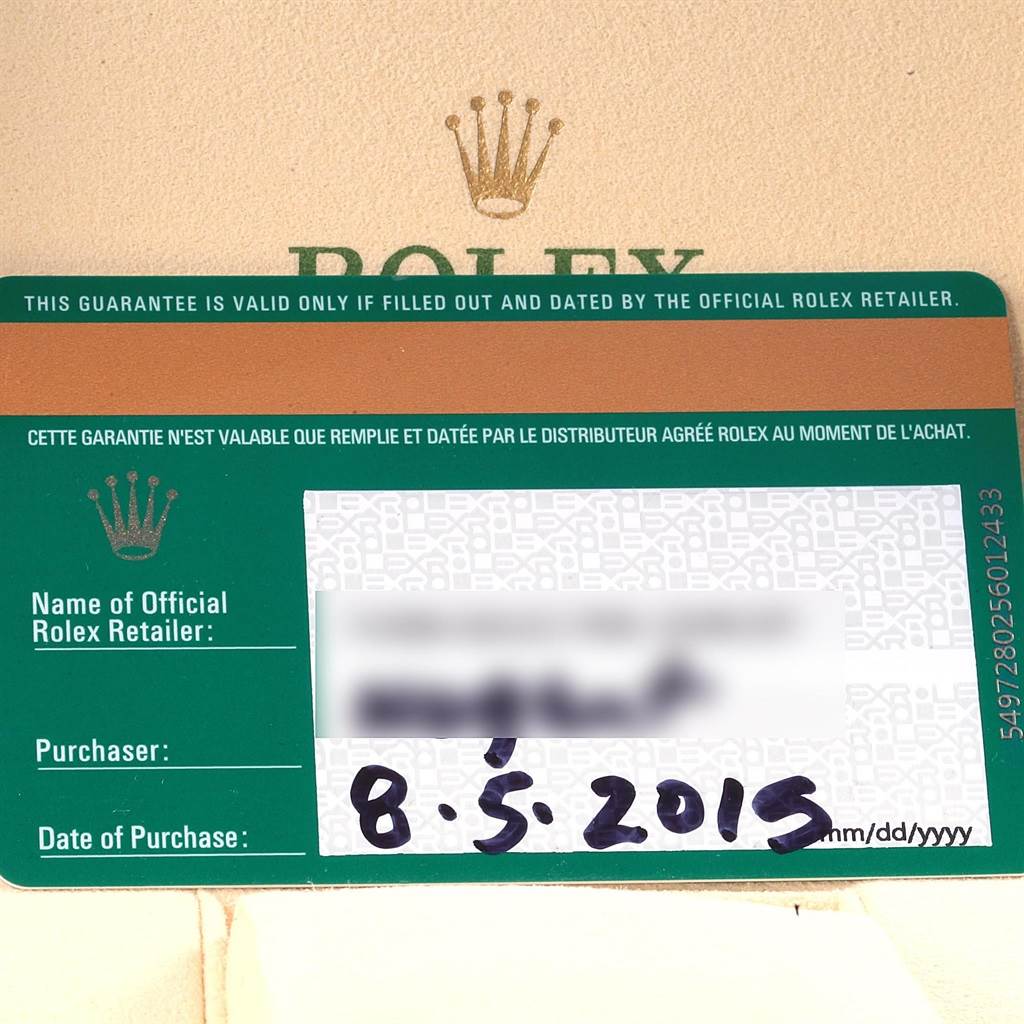 ROLEX
THIS GUARANTEE IS VALID ONLY IF FILLED OUT AND DATED BY THE OFFICIAL ROLEX RETAILER.
CETTE GARANTIE N'EST VALABLE QUE REMPLIE ET DATÉE PAR LE DISTRIBUTEUR AGRÉÉ ROLEX AU MOMENT DE L'ACHAT.
Name of Official
Rolex Retailer:
Purchaser:
Date of Purchase:
8.5.2015
mm/dd/yyyy
5497280256012433